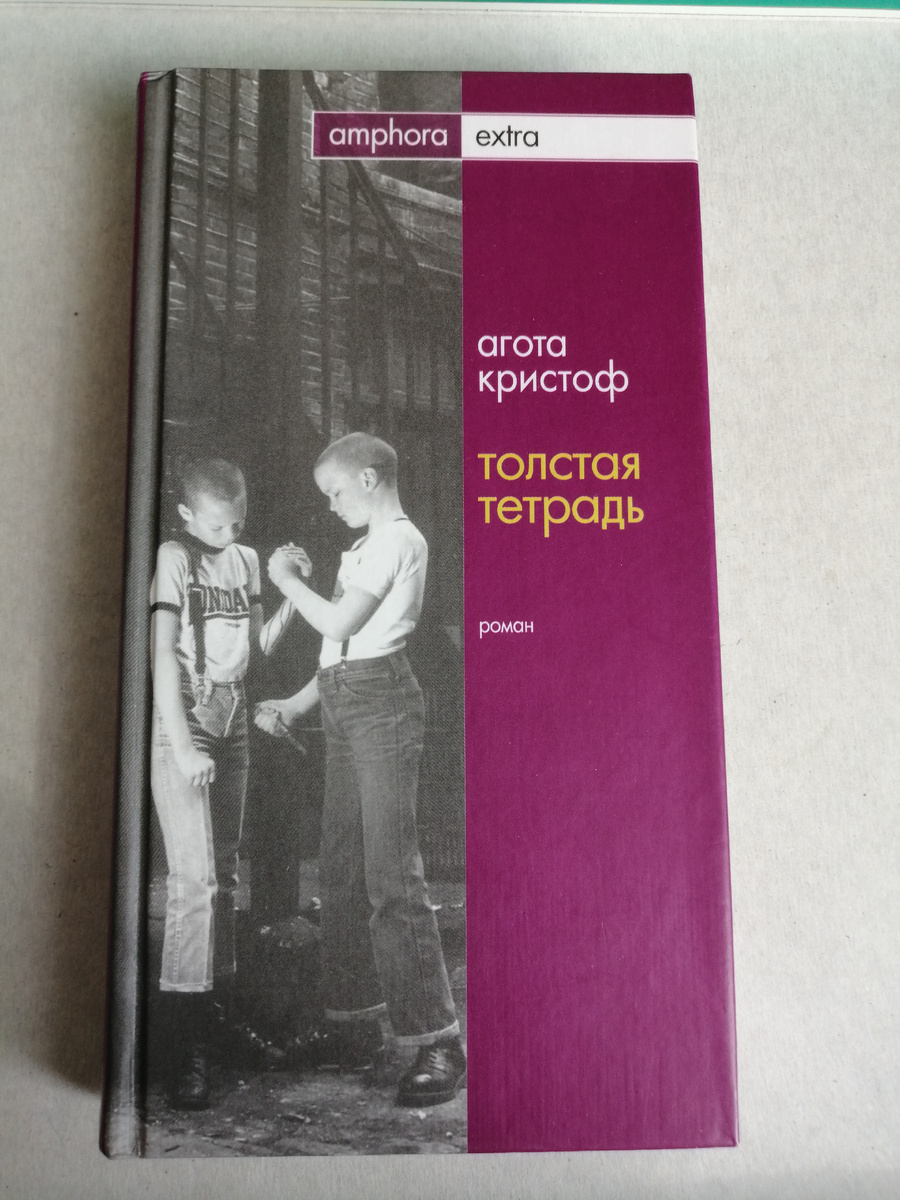 amphora extra
агота
кристоф
толстая
тетрадь
роман